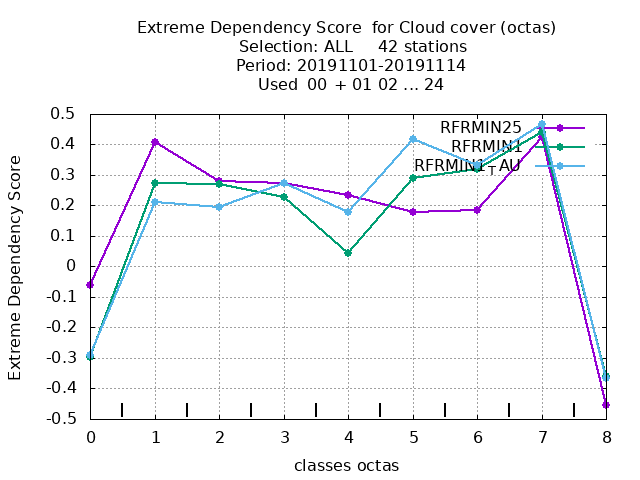 Extreme Dependency Score  for Cloud cover (octas)
Selection: ALL     42 stations
Period: 20191101-20191114
Used  00  + 01 02 ... 24
Extreme Dependency Score
0.5
0.4
0.3
0.2
0.1
0
-0.1
-0.2
-0.3
-0.4
-0.5
RFRMIN25
RFRMIN1
RFRMIN1TAU
0 1 2 3 4 5 6 7 8
classes octas